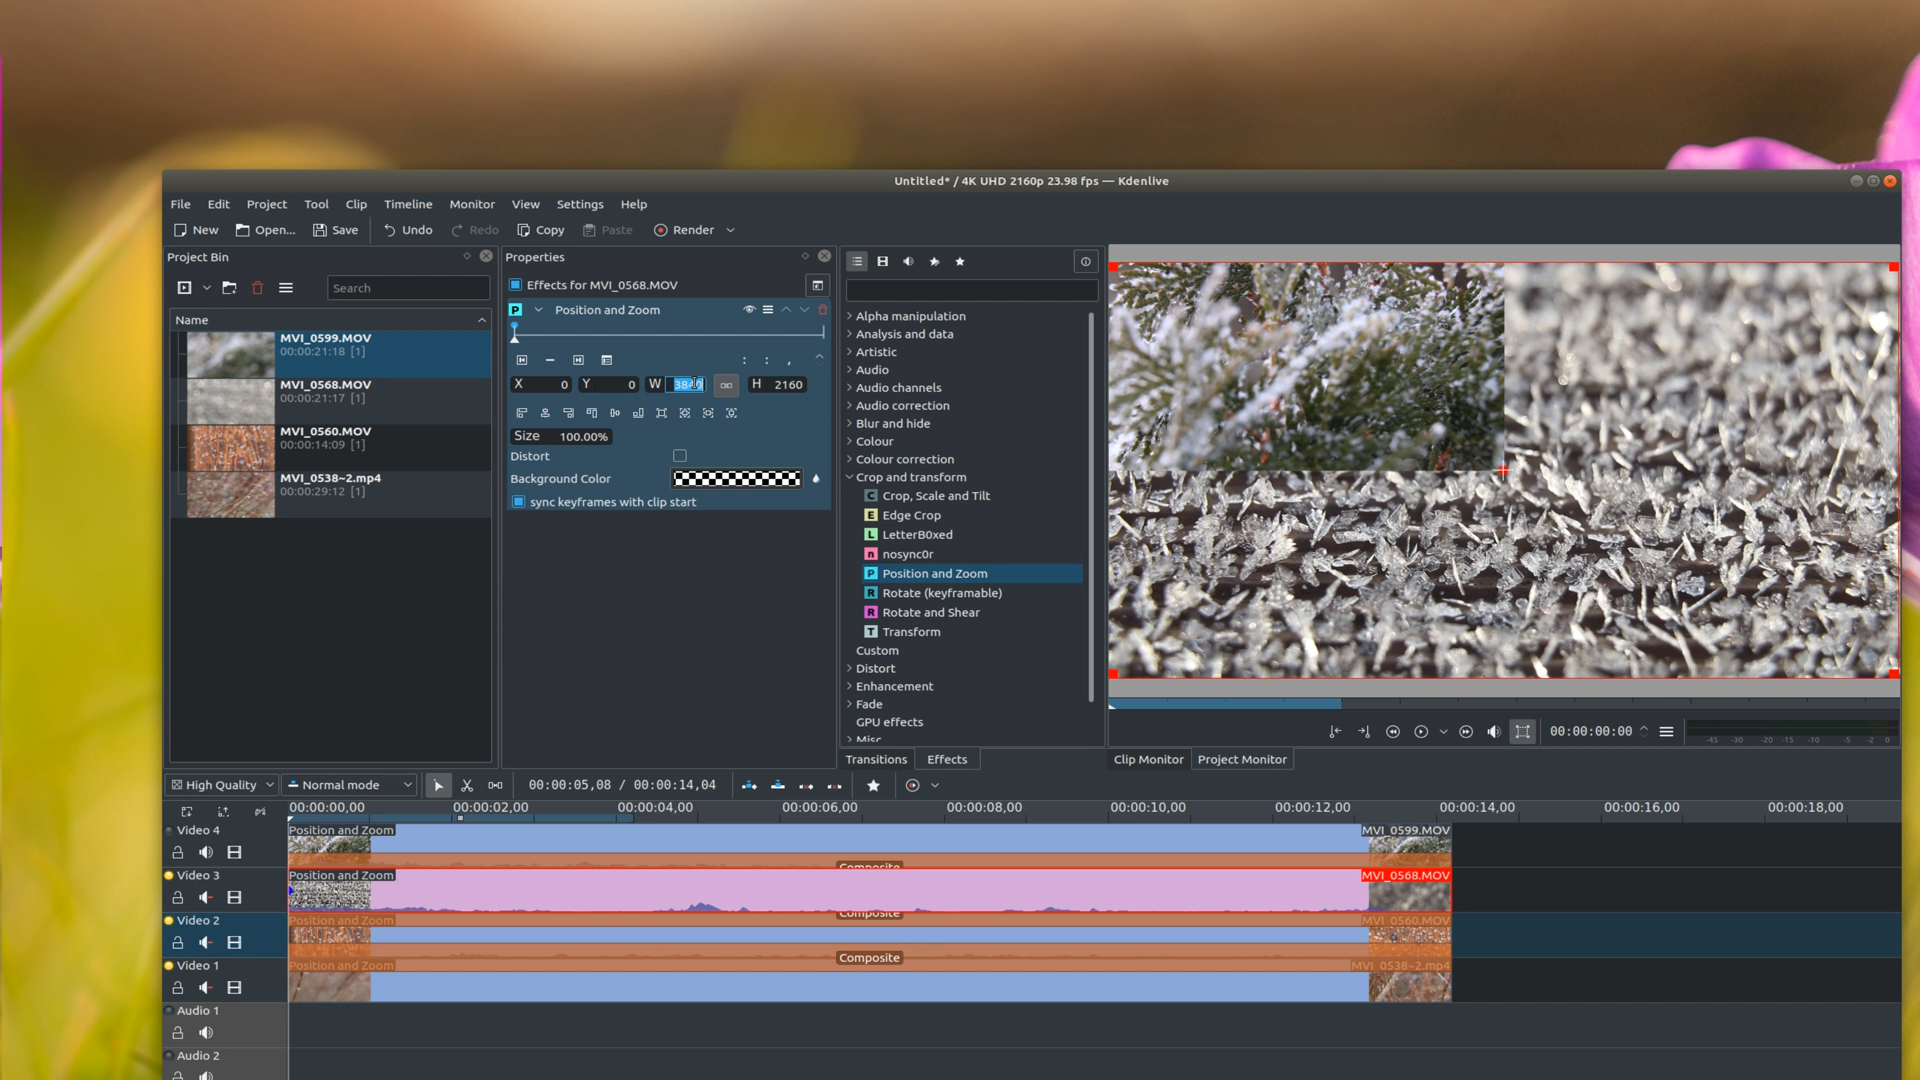 Untitled* / 4K UHD 2160p 23.98 fps — Kdenlive
File Edit Project Tool Clip Timeline Monitor View Settings Help
New Open... Save Undo Redo Copy Paste Render
Project Bin
Search
Name
MVI_0599.MOV
00:00:21:18 [1]
MVI_0568.MOV
00:00:21:17 [1]
MVI_0560.MOV
00:00:14:09 [1]
MVI_0538~2.mp4
00:00:29:12 [1]
Properties
Effects for MVI_0568.MOV
P Position and Zoom
: : ,
X 0 Y 0 W 3840 H 2160
Size 100.00%
Distort
Background Color
sync keyframes with clip start
Alpha manipulation
Analysis and data
Artistic
Audio
Audio channels
Audio correction
Blur and hide
Colour
Colour correction
Crop and transform
C Crop, Scale and Tilt
E Edge Crop
L LetterB0xed
n nosync0r
P Position and Zoom
R Rotate (keyframable)
R Rotate and Shear
T Transform
Custom
Distort
Enhancement
Fade
GPU effects
Misc
Transitions Effects
00:00:00:00
-45 -30 -20 -15 -10 -5 -2 0
Clip Monitor Project Monitor
High Quality Normal mode 00:00:05,08 / 00:00:14,04
00:00:00,00 00:00:02,00 00:00:04,00 00:00:06,00 00:00:08,00 00:00:10,00 00:00:12,00 00:00:14,00 00:00:16,00 00:00:18,00
Video 4 Position and Zoom MVI_0599.MOV
Composite
Video 3 Position and Zoom MVI_0568.MOV
Composite
Video 2 Position and Zoom MVI_0560.MOV
Composite
Video 1 Position and Zoom MVI_0538~2.mp4
Audio 1
Audio 2